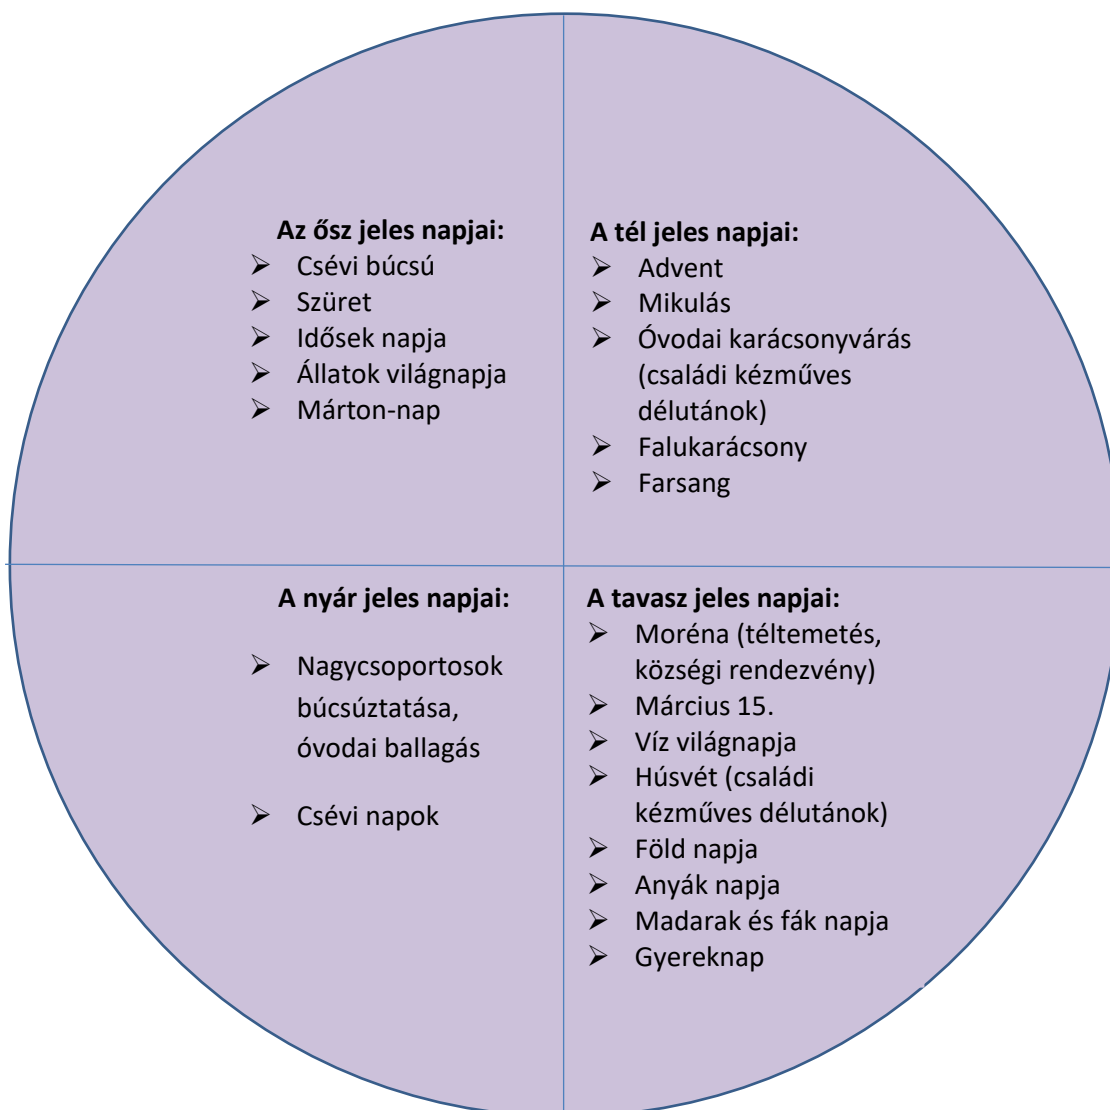 Az ősz jeles napjai:
➢ Csévi búcsú
➢ Szüret
➢ Idősek napja
➢ Állatok világnapja
➢ Márton-nap
A tél jeles napjai:
➢ Advent
➢ Mikulás
➢ Óvodai karácsonyvárás
(családi kézműves
délutánok)
➢ Falukarácsony
➢ Farsang
A nyár jeles napjai:
➢ Nagycsoportosok
búcsúztatása,
óvodai ballagás
➢ Csévi napok
A tavasz jeles napjai:
➢ Moréna (téltemetés,
községi rendezvény)
➢ Március 15.
➢ Víz világnapja
➢ Húsvét (családi
kézműves délutánok)
➢ Föld napja
➢ Anyák napja
➢ Madarak és fák napja
➢ Gyereknap